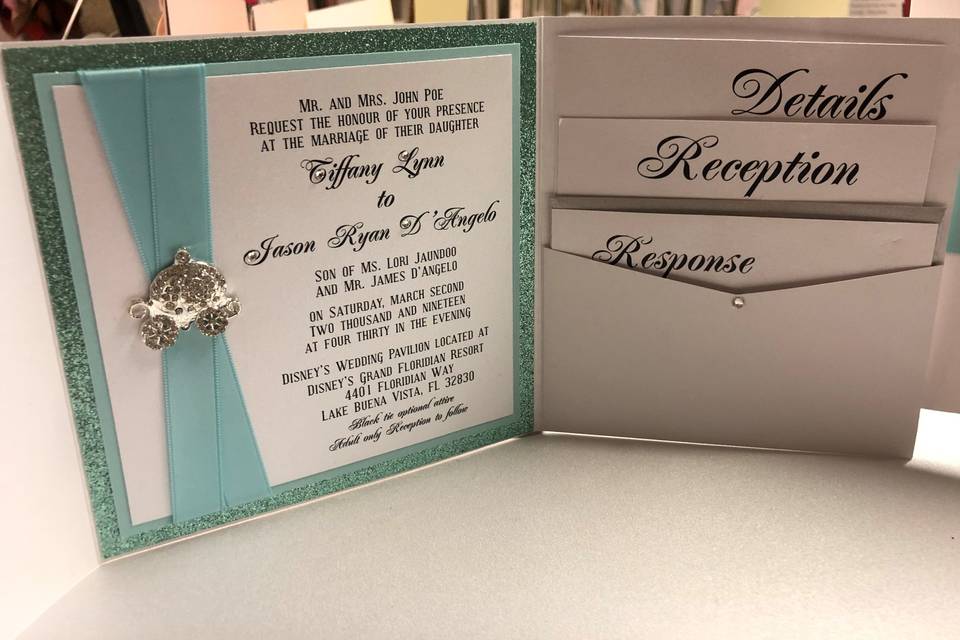 Mr. and Mrs. John Poe
Request the honour of your presence
at the marriage of their daughter
Tiffany Lynn
to
Jason Ryan D'Angelo
Son of Ms. Lori Jaundoo
and Mr. James D'Angelo
on Saturday, March second
two thousand and nineteen
at four thirty in the evening
Disney's Wedding Pavilion located at
Disney's Grand Floridian Resort
4401 Floridian Way
Lake Buena Vista, FL 32830
Black tie optional attire
Adult only Reception to follow
Details
Reception
Response